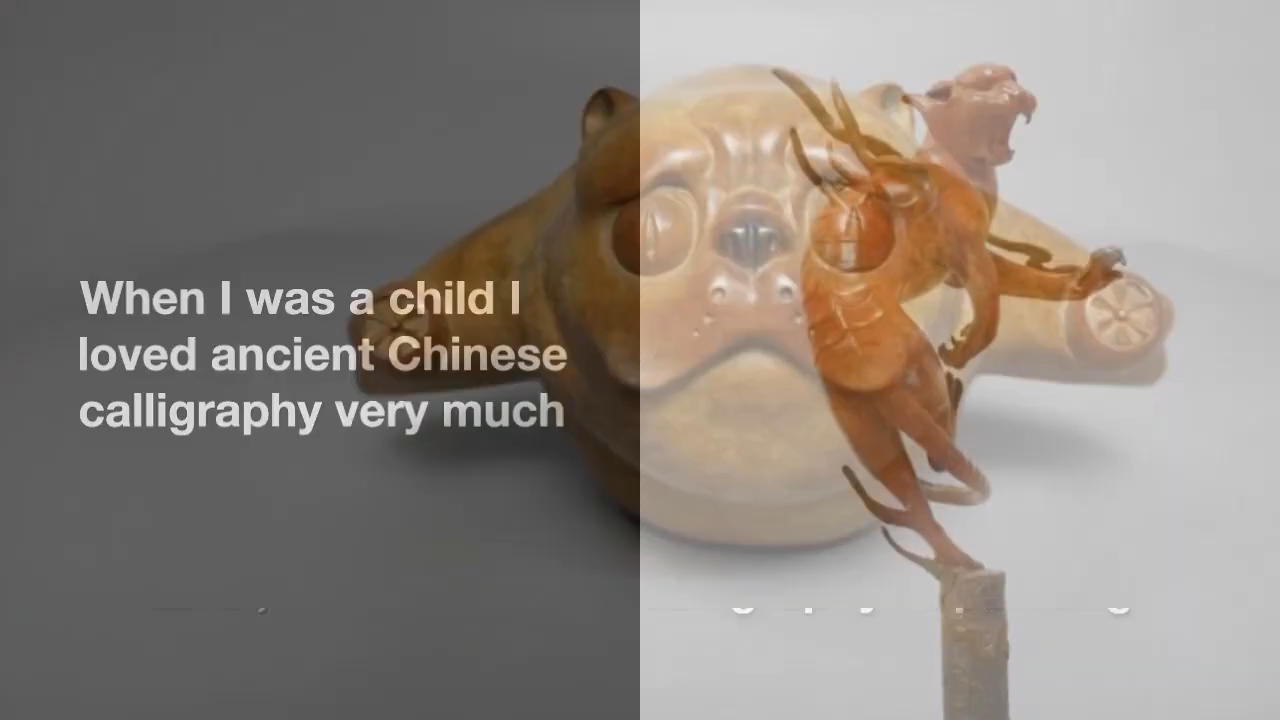 When I was a child I
loved ancient Chinese
calligraphy very much